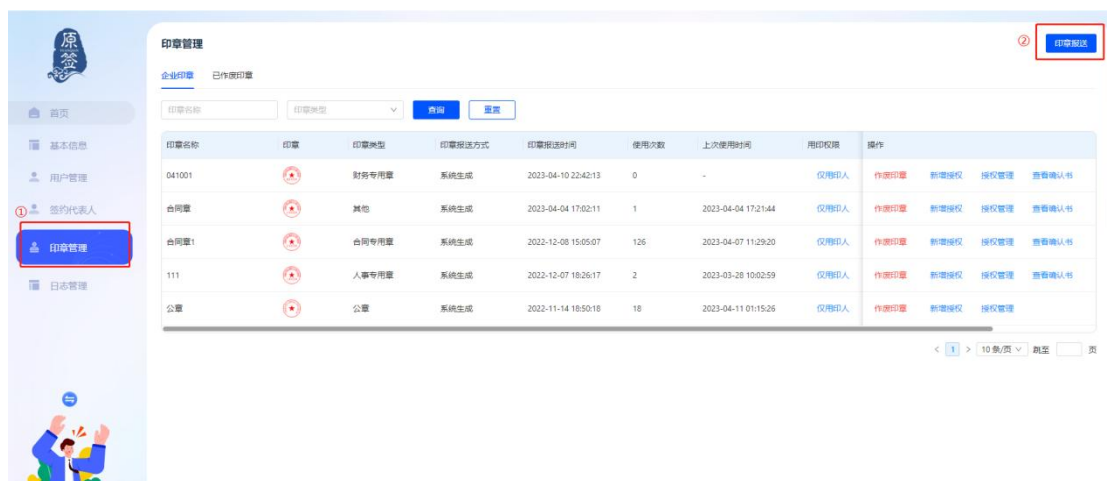 原签
印章管理
②
印章报送
企业印章 已作废印章
首页
印章名称 印章类型 查询 重置
基本信息
印章名称 印章 印章类型 印章报送方式 印章报送时间 使用次数 上次使用时间 用印权限 操作
用户管理
041001 财务专用章 系统生成 2023-04-10 22:42:13 0 - 仅用印人 作废印章 新增授权 授权管理 查看确认书
① 签约代表人
合同章 其他 系统生成 2023-04-04 17:02:11 1 2023-04-04 17:21:44 仅用印人 作废印章 新增授权 授权管理 查看确认书
印章管理
合同章1 合同专用章 系统生成 2022-12-08 15:05:07 126 2023-04-07 11:29:20 仅用印人 作废印章 新增授权 授权管理 查看确认书
111 人事专用章 系统生成 2022-12-07 18:26:17 2 2023-03-28 10:02:59 仅用印人 作废印章 新增授权 授权管理 查看确认书
日志管理
公章 公章 系统生成 2022-11-14 18:50:18 18 2023-04-11 01:15:26 仅用印人 作废印章 新增授权 授权管理
< 1 > 10 条/页 跳至 页